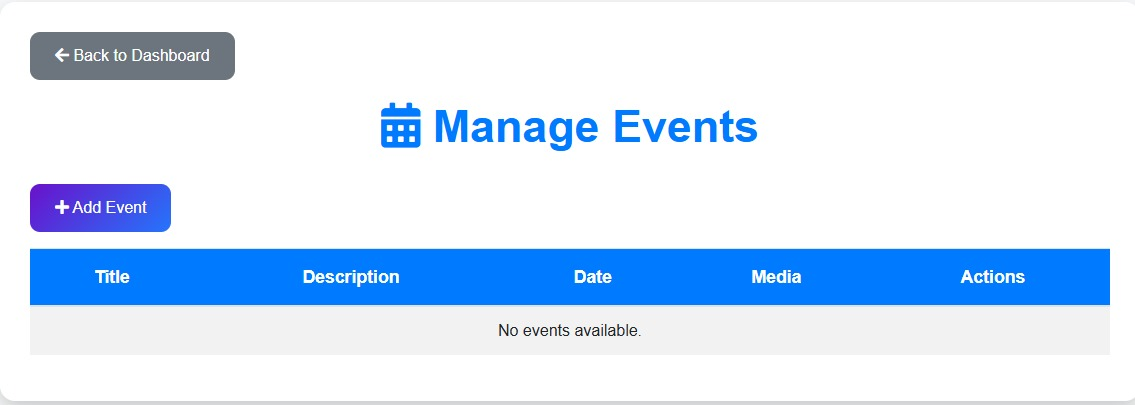 Back to Dashboard
Manage Events
Add Event
Title Description Date Media Actions
No events available.